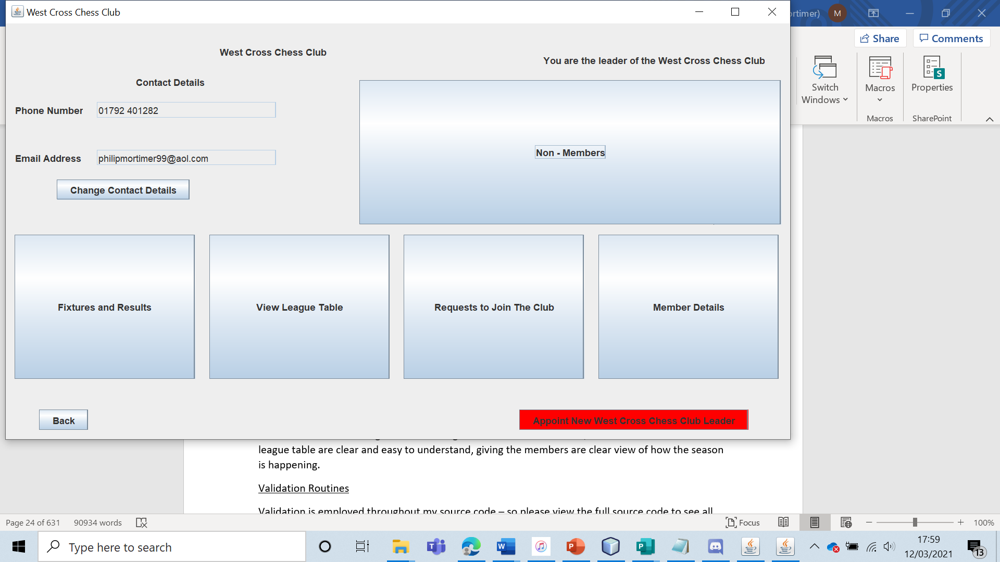 West Cross Chess Club
ortimer) M
Share
Comments
West Cross Chess Club
You are the leader of the West Cross Chess Club
Contact Details
Phone Number 01792 401282
Email Address philipmortimer99@aol.com
Change Contact Details
Non - Members
Switch
Windows
Macros
Properties
S
Macros
SharePoint
Fixtures and Results
View League Table
Requests to Join The Club
Member Details
Back
Appoint New West Cross Chess Club Leader
league table are clear and easy to understand, giving the members are clear view of how the season
is happening.
Validation Routines
Validation is employed throughout my source code – so please view the full source code to see all
Page 24 of 631 90934 words
Focus
100%
Type here to search
T
W
P
P
17:59
12/03/2021
13